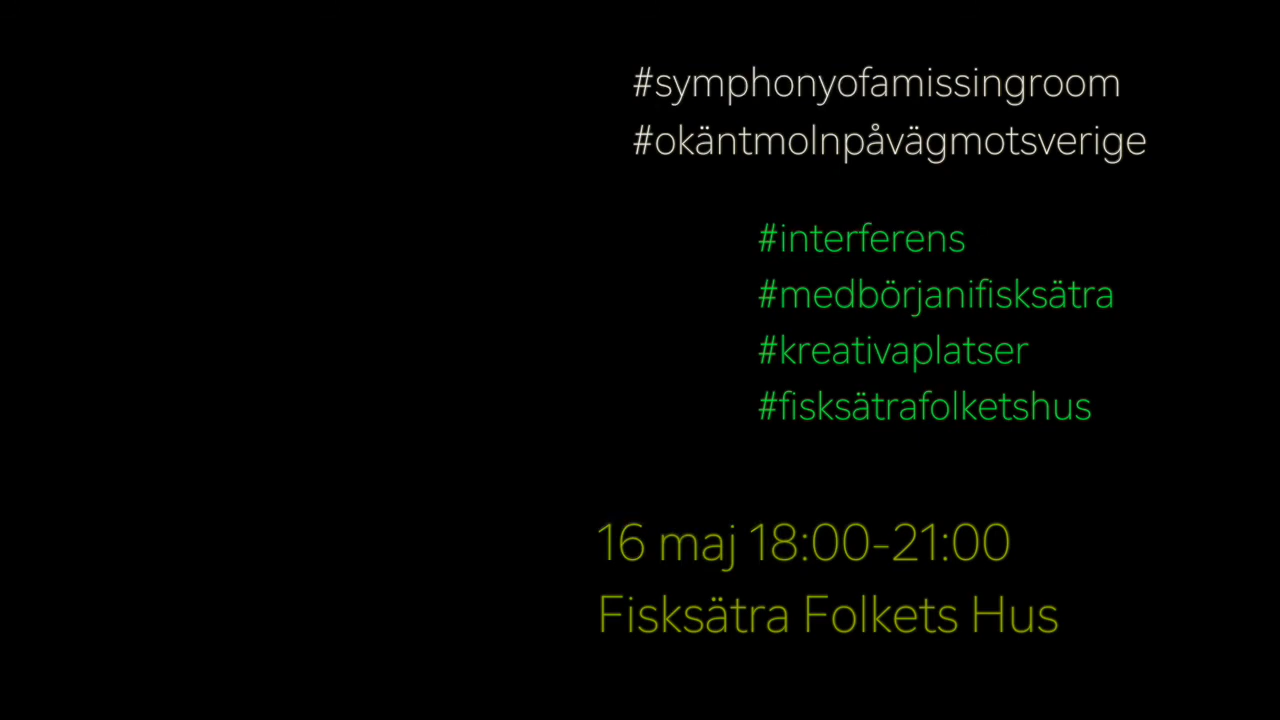 #symphonyofamissingroom
#okäntmolnpåvägmotsverige
#interferens
#medbörjanifisksätra
#kreativaplatser
#fisksätrafolketshus
16 maj 18:00-21:00
Fisksätra Folkets Hus